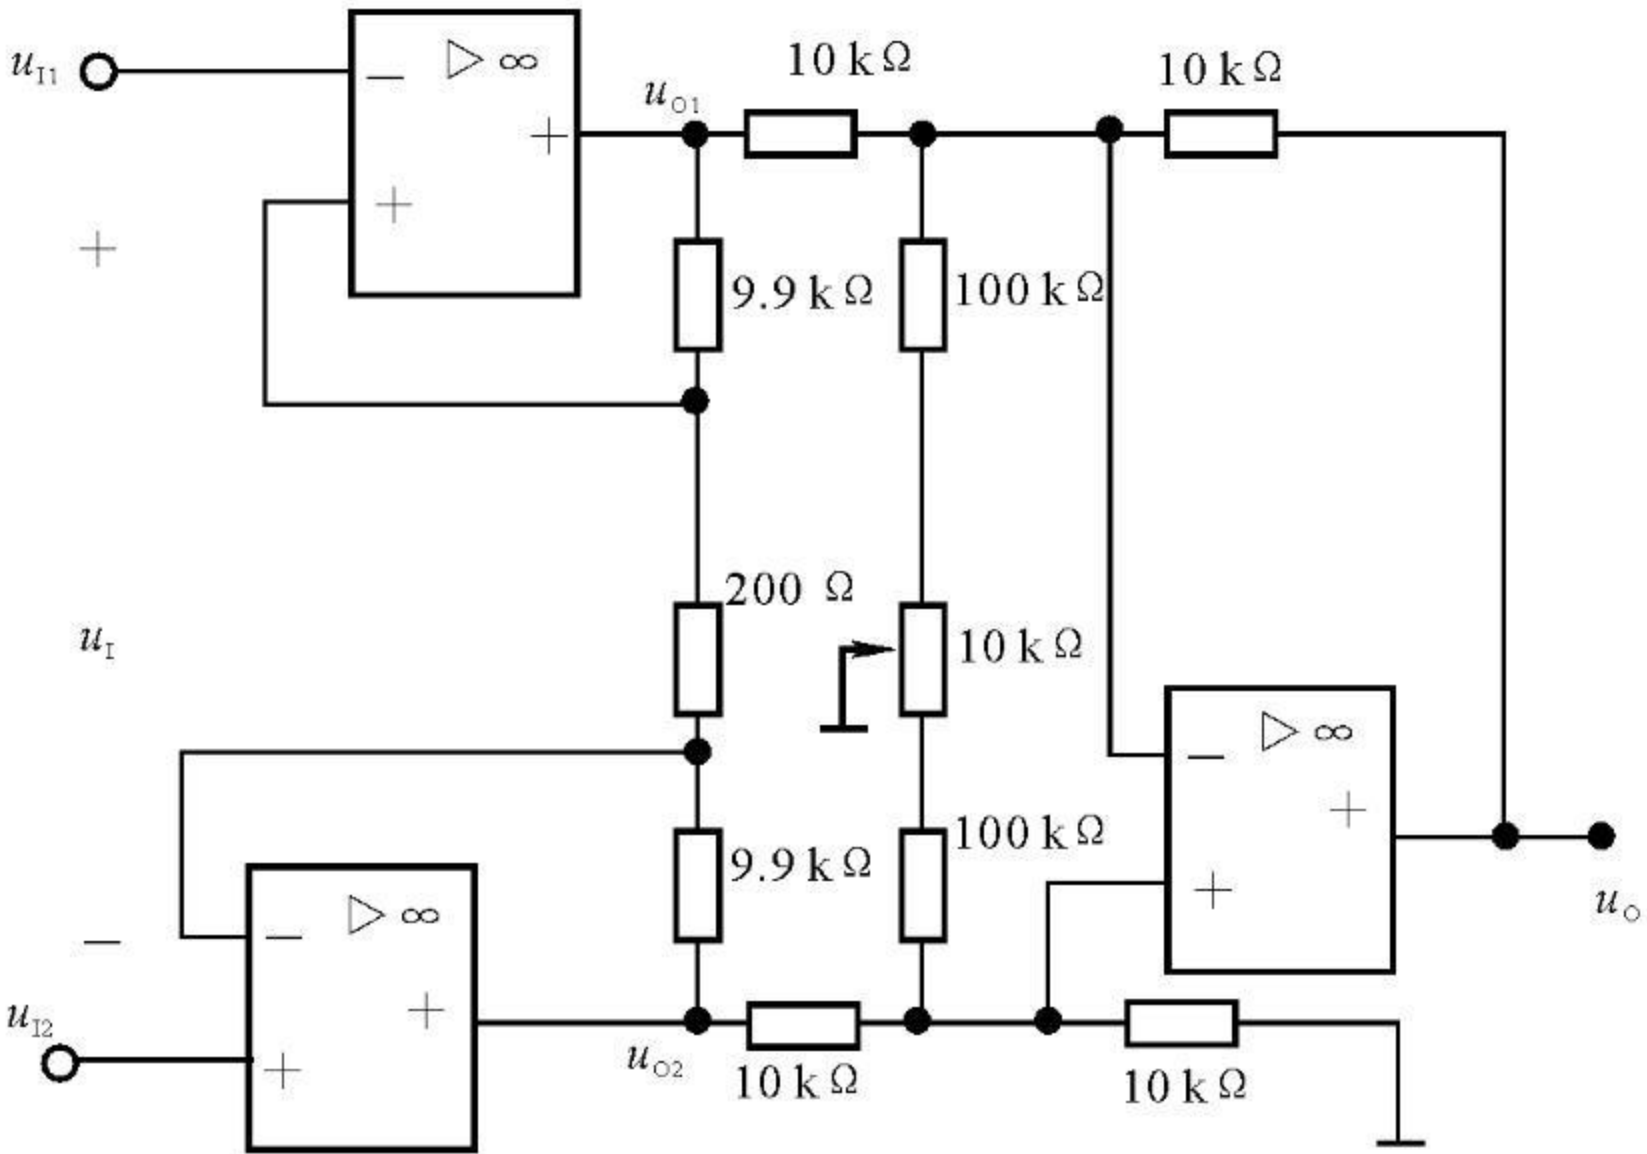 10 kΩ
10 kΩ
u_I1
− ▷ ∞
u_O1
+
+
+
9.9 kΩ
100 kΩ
200 Ω
u_I
10 kΩ
− ▷ ∞
+
9.9 kΩ
100 kΩ
+
u_O
▷ ∞
−
−
+
u_I2
u_O2
+
10 kΩ
10 kΩ